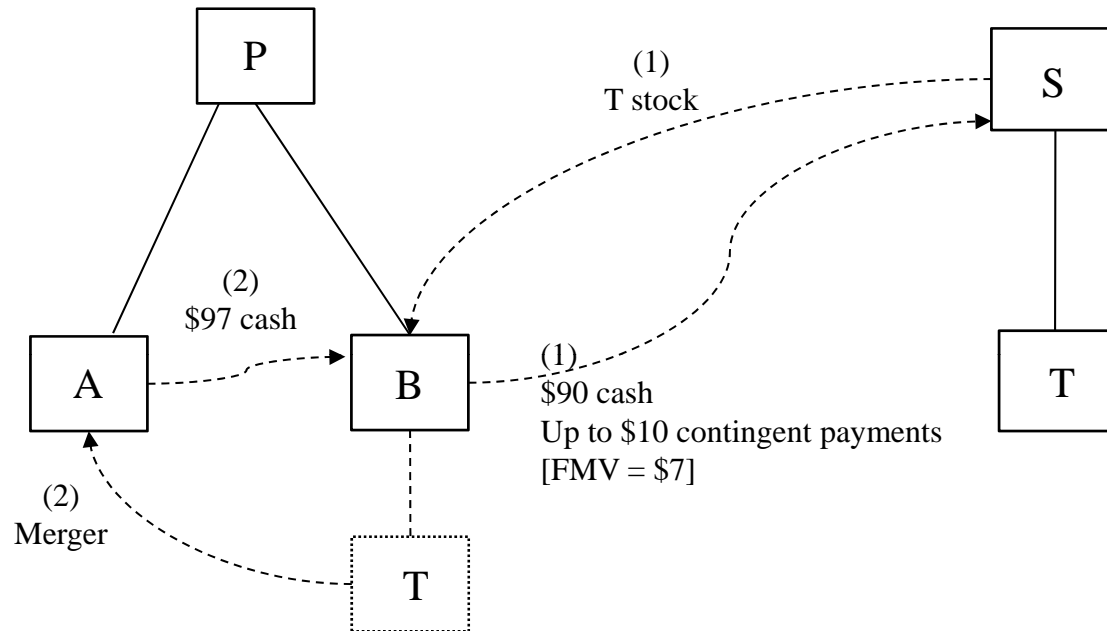 P
S
(1)
T stock
(2)
$97 cash
A
B
(1)
$90 cash
Up to $10 contingent payments
[FMV = $7]
T
(2)
Merger
T